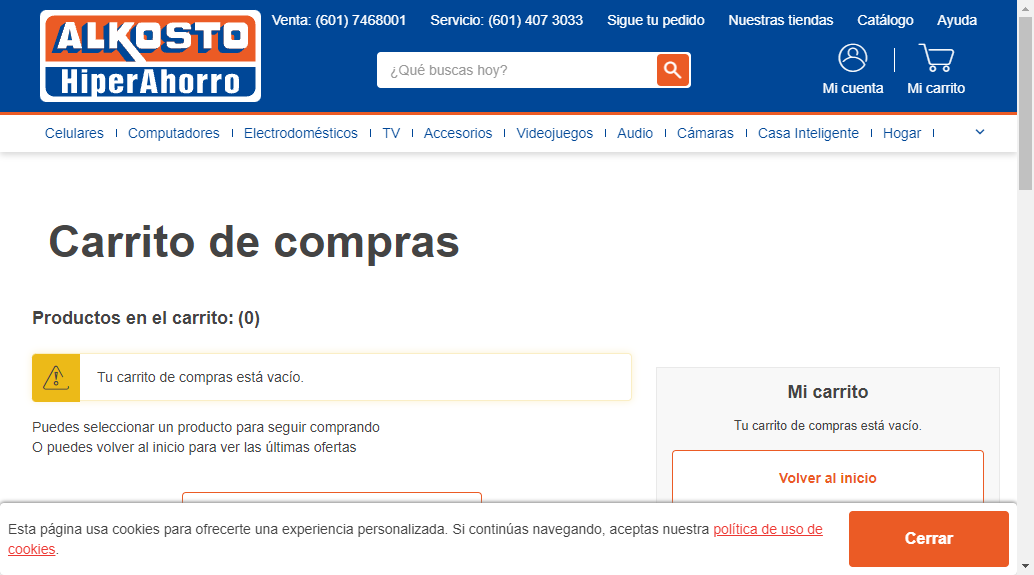 ALKOSTO
HiperAhorro
Venta: (601) 7468001 Servicio: (601) 407 3033 Sigue tu pedido Nuestras tiendas Catálogo Ayuda
¿Qué buscas hoy?
Mi cuenta Mi carrito
Celulares Computadores Electrodomésticos TV Accesorios Videojuegos Audio Cámaras Casa Inteligente Hogar
Carrito de compras
Productos en el carrito: (0)
Tu carrito de compras está vacío.
Puedes seleccionar un producto para seguir comprando
O puedes volver al inicio para ver las últimas ofertas
Mi carrito
Tu carrito de compras está vacío.
Volver al inicio
Esta página usa cookies para ofrecerte una experiencia personalizada. Si continúas navegando, aceptas nuestra política de uso de
cookies.
Cerrar